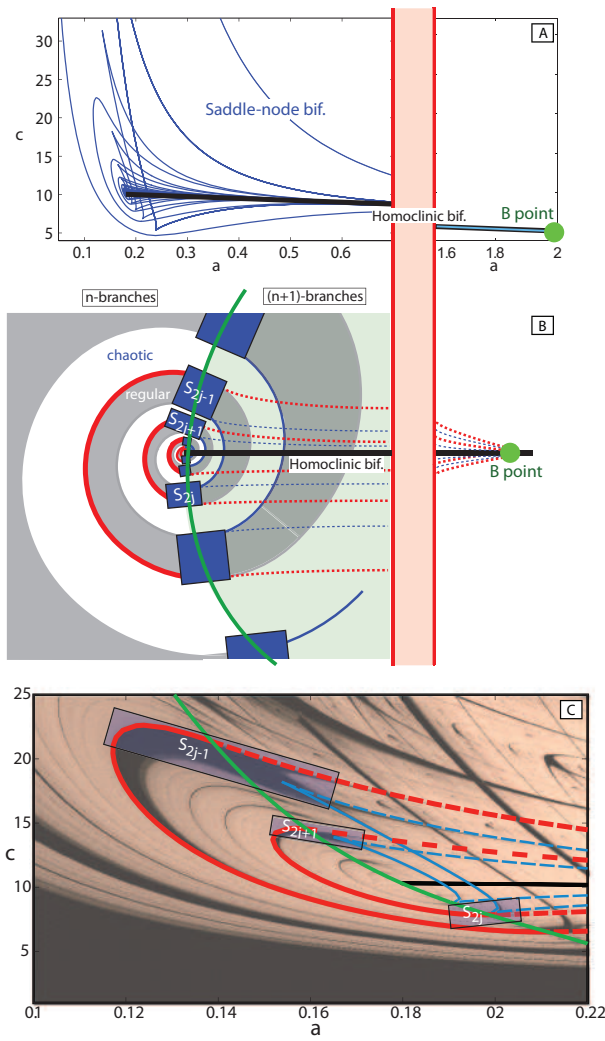 A
30
25
20
15
10
5
c
Saddle-node bif.
Homoclinic bif.
B point
0.1
0.2
0.3
0.4
0.5
0.6
1.6
1.8
2
a
a
n-branches
(n+1)-branches
B
chaotic
regular
S2j-1
S2j+1
S2j
Homoclinic bif.
B point
C
25
20
15
10
5
c
S2j-1
S2j+1
S2j
0.1
0.12
0.14
0.16
0.18
02
0.22
a